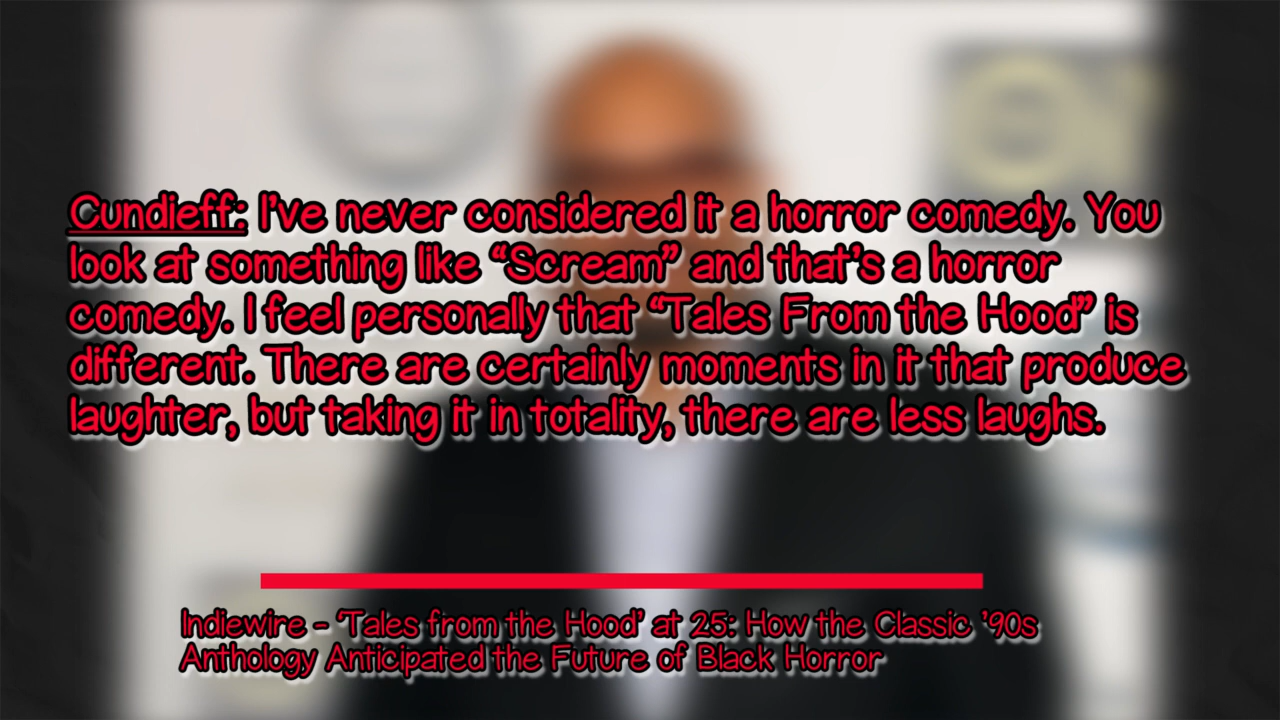 Cundieff: I've never considered it a horror comedy. You
look at something like “Scream” and that's a horror
comedy. I feel personally that “Tales From the Hood” is
different. There are certainly moments in it that produce
laughter, but taking it in totality, there are less laughs.
Indiewire - ‘Tales from the Hood’ at 25: How the Classic ’90s
Anthology Anticipated the Future of Black Horror